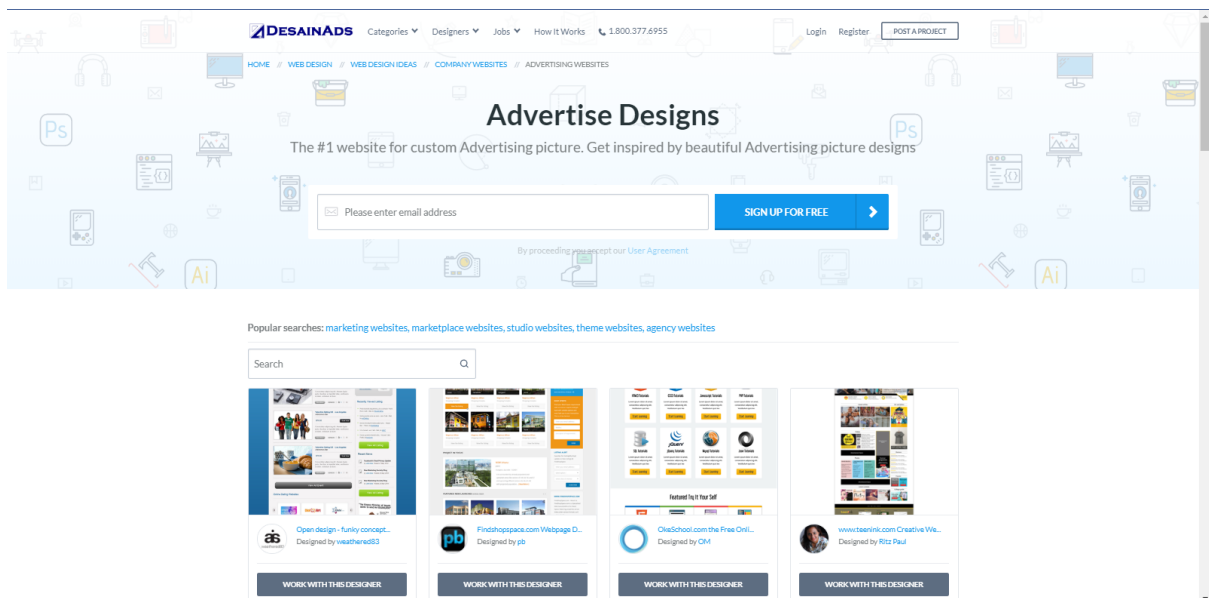 DESAINADS Categories Designers Jobs How It Works 1.800.377.6955 Login Register POST A PROJECT
HOME // WEB DESIGN // WEB DESIGN IDEAS // COMPANY WEBSITES // ADVERTISING WEBSITES
Advertise Designs
The #1 website for custom Advertising picture. Get inspired by beautiful Advertising picture designs
Please enter email address SIGN UP FOR FREE
By proceeding you accept our User Agreement
Ps Ps
Ai Ai
Popular searches: marketing websites, marketplace websites, studio websites, theme websites, agency websites
Search
Featured Try It Your Self
Open design - funky concept... Findshopspace.com Webpage D... OkeSchool.com the Free Onli... www.teenink.com Creative We...
Designed by weathered83 Designed by pb Designed by OM Designed by Ritz Paul
WORK WITH THIS DESIGNER WORK WITH THIS DESIGNER WORK WITH THIS DESIGNER WORK WITH THIS DESIGNER